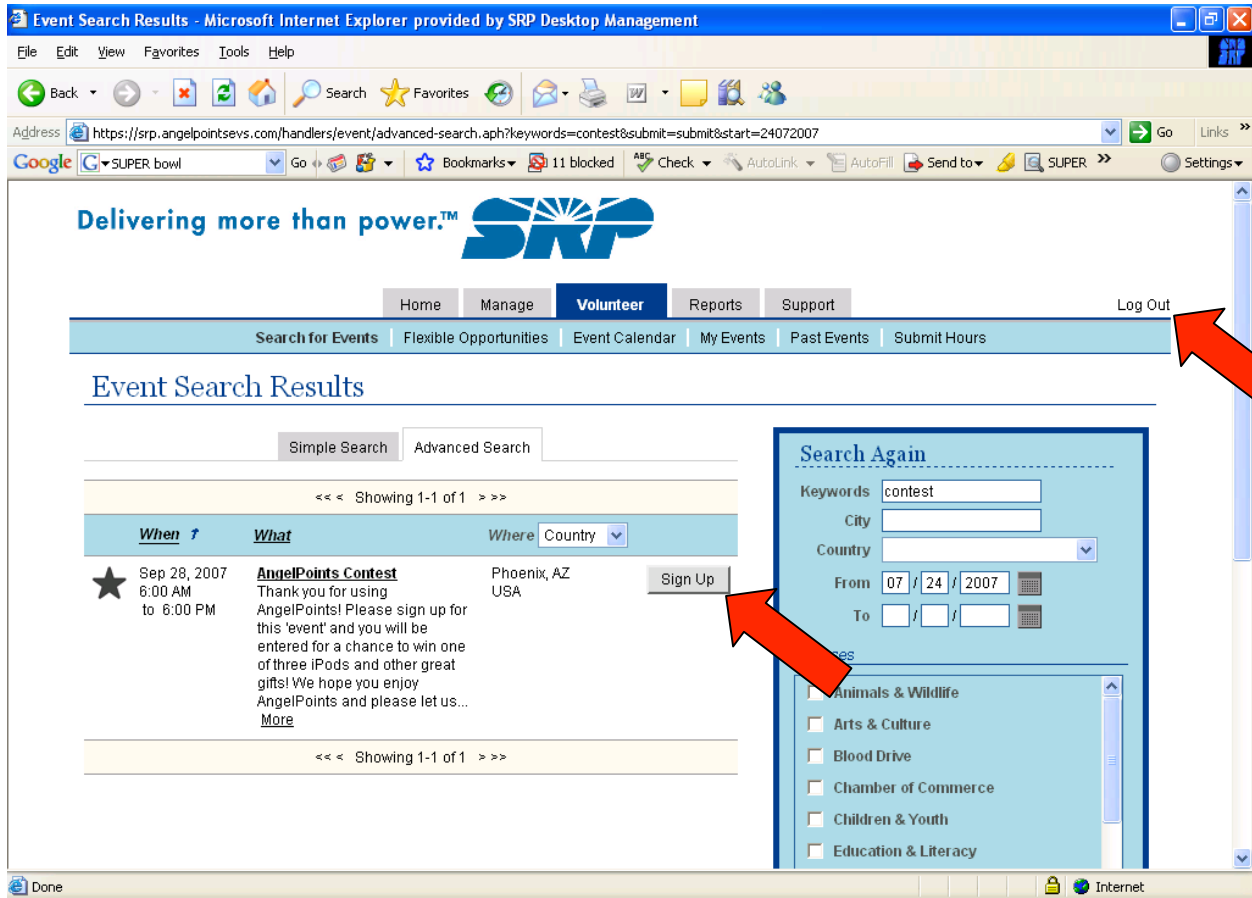 Event Search Results - Microsoft Internet Explorer provided by SRP Desktop Management
File Edit View Favorites Tools Help
SRP
Back Search Favorites
Address https://srp.angelpointsevs.com/handlers/event/advanced-search.aph?keywords=contest&submit=submit&start=24072007 Go Links »
Google G SUPER bowl Go Bookmarks 11 blocked ABC Check AutoLink AutoFill Send to SUPER » Settings
Delivering more than power.™ SRP
Home Manage Volunteer Reports Support Log Out
Search for Events Flexible Opportunities Event Calendar My Events Past Events Submit Hours
Event Search Results
Simple Search Advanced Search
<< < Showing 1-1 of 1 > >>
When ↑ What Where Country
Sep 28, 2007
6:00 AM
to 6:00 PM
AngelPoints Contest
Thank you for using
AngelPoints! Please sign up for
this 'event' and you will be
entered for a chance to win one
of three iPods and other great
gifts! We hope you enjoy
AngelPoints and please let us...
More
Phoenix, AZ
USA
Sign Up
<< < Showing 1-1 of 1 > >>
Search Again
Keywords contest
City
Country
From 07 / 24 / 2007
To / /
Animals & Wildlife
Arts & Culture
Blood Drive
Chamber of Commerce
Children & Youth
Education & Literacy
Done Internet